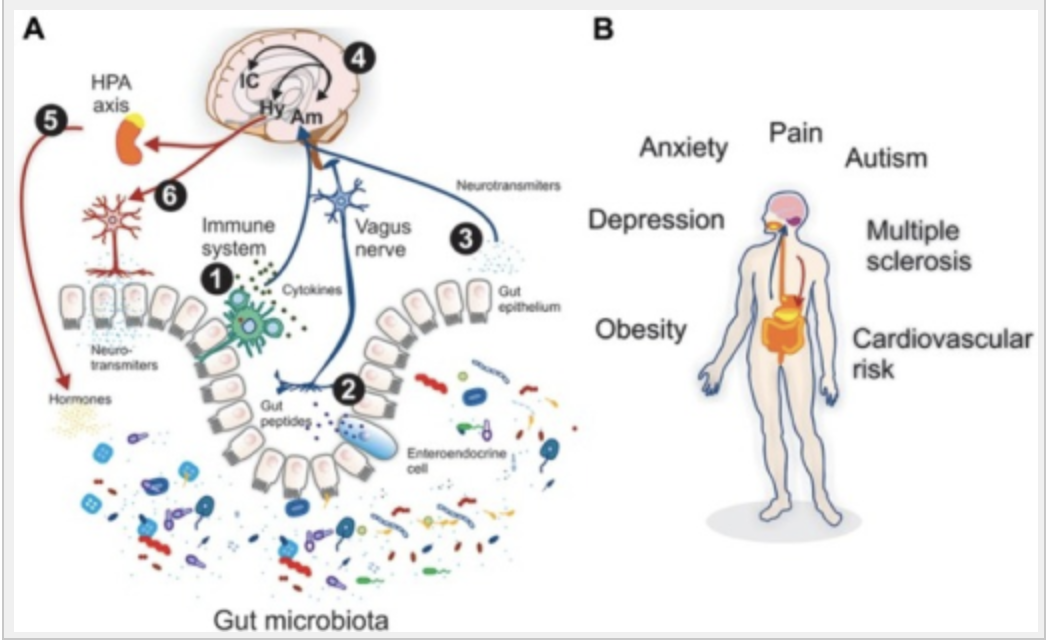 A
B
4
HPA
axis
IC
Hy
Am
5
6
Neurotransmiters
Immune
system
Vagus
nerve
3
1
Cytokines
Gut
epithelium
Neuro-
transmiters
2
Hormones
Gut
peptides
Enteroendocrine
cell
Gut microbiota
Pain
Anxiety
Autism
Depression
Multiple
sclerosis
Obesity
Cardiovascular
risk